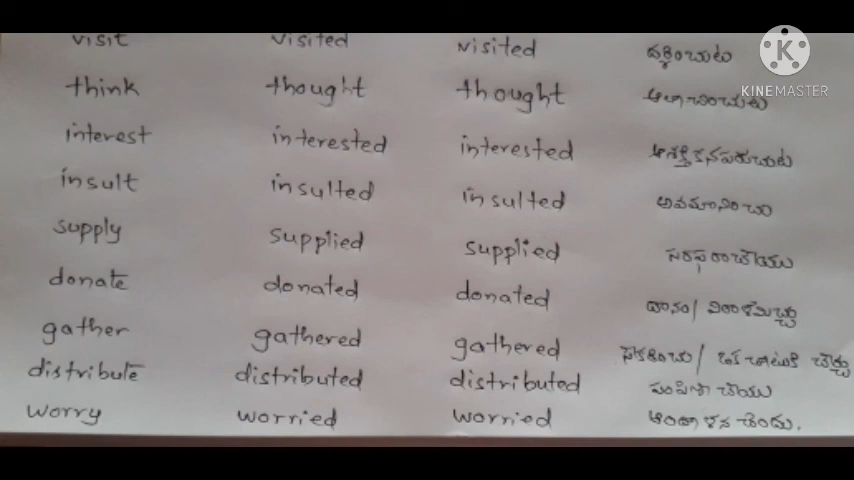 visit visited visited దర్శించుట
KINEMASTER
think thought thought ఆలోచించుట
interest interested interested ఆసక్తికనపరుచుట
insult insulted insulted అవమానించు
supply supplied supplied సరఫరాచేయు
donate donated donated దానం/ విరాళమిచ్చు
gather gathered gathered సేకరించు/ ఒక చోటుకి చేర్చు
distribute distributed distributed పంపిణా చేయు
worry worried worried ఆందోళన చెందు.